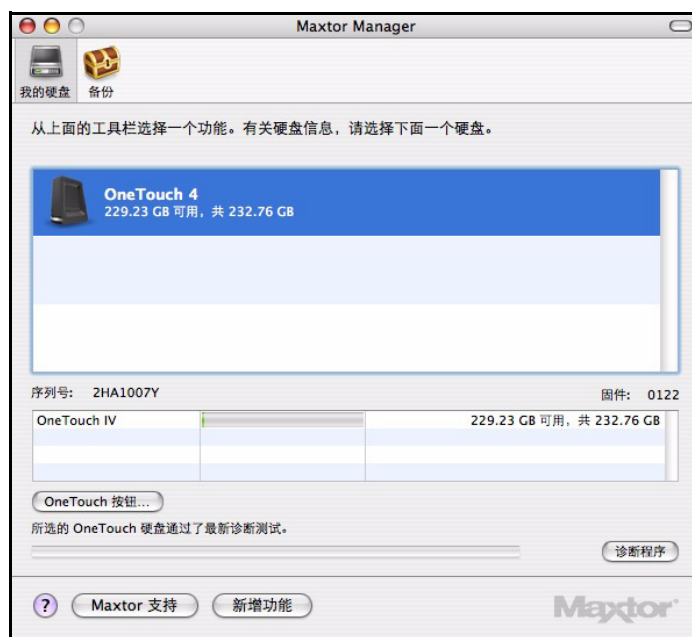 Maxtor Manager
我的硬盘 备份
从上面的工具栏选择一个功能。有关硬盘信息，请选择下面一个硬盘。
OneTouch 4
229.23 GB 可用，共 232.76 GB
序列号: 2HA1007Y 固件: 0122
OneTouch IV 229.23 GB 可用，共 232.76 GB
OneTouch 按钮...
所选的 OneTouch 硬盘通过了最新诊断测试。
诊断程序
? Maxtor 支持 新增功能 Maxtor